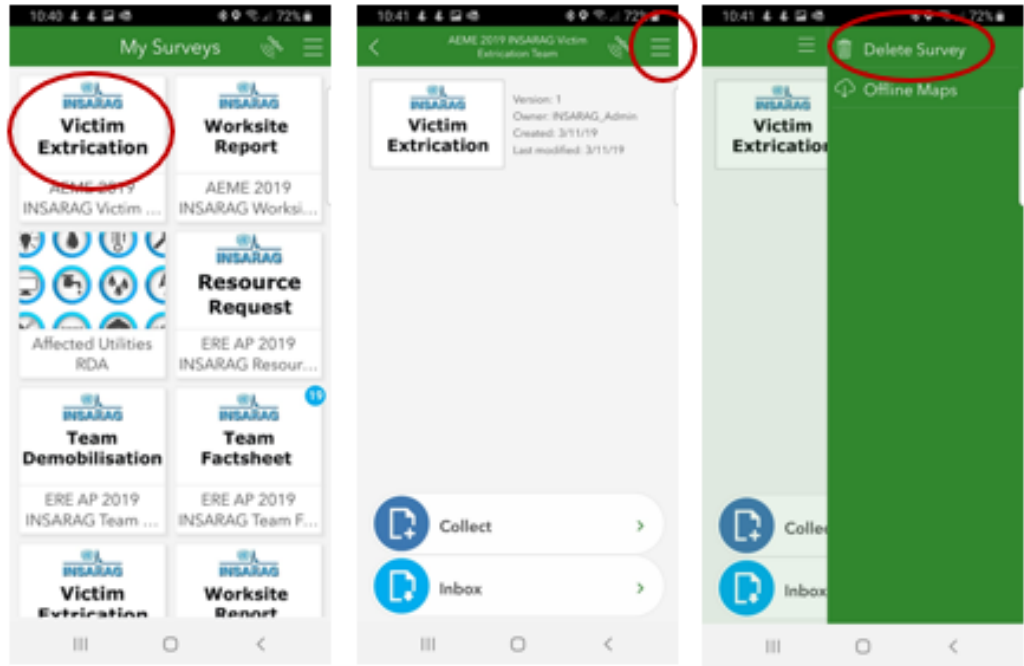 10:40
72%
My Surveys
INSARAG
Victim
Extrication
AEME 2019
INSARAG Victim ...
INSARAG
Worksite
Report
AEME 2019
INSARAG Worksi...
Affected Utilities
RDA
INSARAG
Resource
Request
ERE AP 2019
INSARAG Resour...
INSARAG
Team
Demobilisation
ERE AP 2019
INSARAG Team ...
19
INSARAG
Team
Factsheet
ERE AP 2019
INSARAG Team F...
INSARAG
Victim
Extrication
INSARAG
Worksite
Report
10:41
72%
AEME 2019 INSARAG Victim
Extrication Team
INSARAG
Victim
Extrication
Version: 1
Owner: INSARAG_Admin
Created: 3/11/19
Last modified: 3/11/19
Collect
Inbox
10:41
72%
Delete Survey
Offline Maps
INSARAG
Victim
Extrication
Collec
Inbox